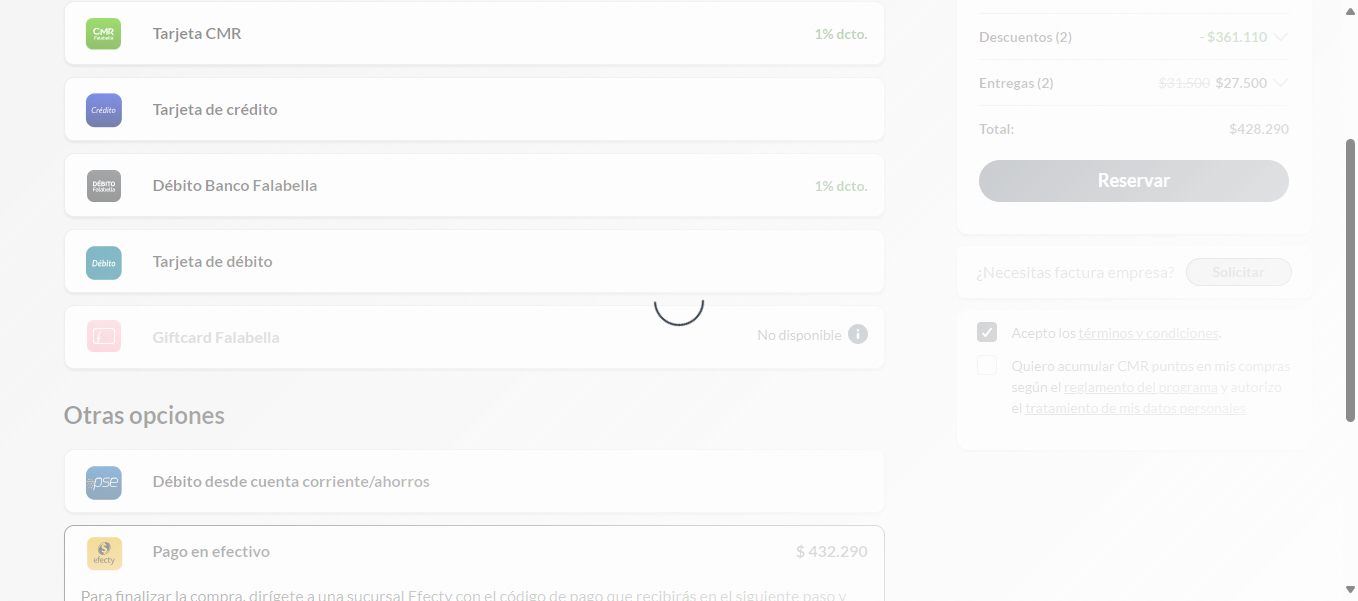 CMR
Falabella
Tarjeta CMR
1% dcto.
Crédito
Tarjeta de crédito
DÉBITO
Falabella
Débito Banco Falabella
1% dcto.
Débito
Tarjeta de débito
Giftcard Falabella
No disponible i
Otras opciones
pse
Débito desde cuenta corriente/ahorros
$
efecty
Pago en efectivo
$ 432.290
Para finalizar la compra, dirígete a una sucursal Efecty con el código de pago que recibirás en el siguiente paso y
Descuentos (2)
- $361.110
Entregas (2)
$31.500 $27.500
Total:
$428.290
Reservar
¿Necesitas factura empresa?
Solicitar
Acepto los términos y condiciones.
Quiero acumular CMR puntos en mis compras
según el reglamento del programa y autorizo
el tratamiento de mis datos personales